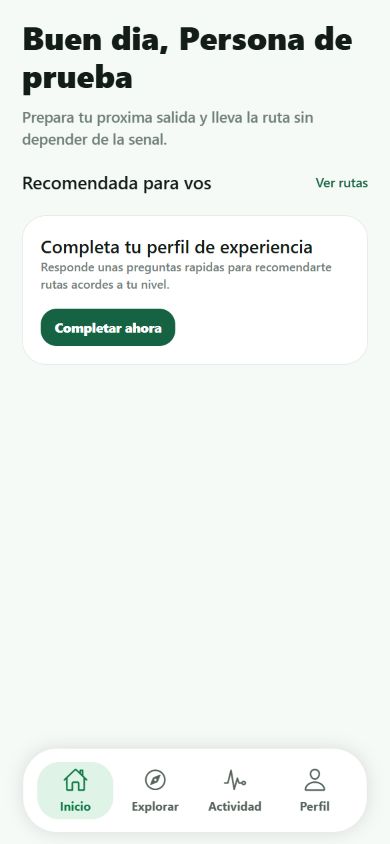 Buen dia, Persona de
prueba
Prepara tu proxima salida y lleva la ruta sin
depender de la senal.
Recomendada para vos
Ver rutas
Completa tu perfil de experiencia
Responde unas preguntas rapidas para recomendarte
rutas acordes a tu nivel.
Completar ahora
Inicio
Explorar
Actividad
Perfil